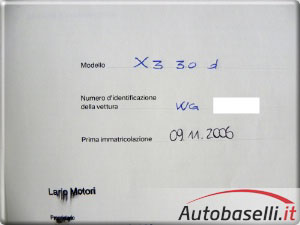 Modello X3 30 d
Numero d'identificazione
della vettura WG
Prima immatricolazione 09.11.2006
Lario Motori
Autobaselli.it